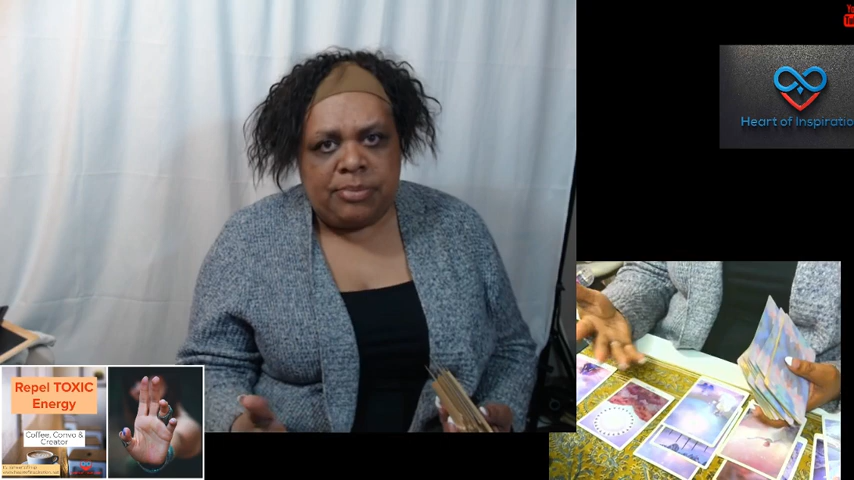 Repel TOXIC
Energy
Coffee, Convo &
Creator
Heart of Inspiratio